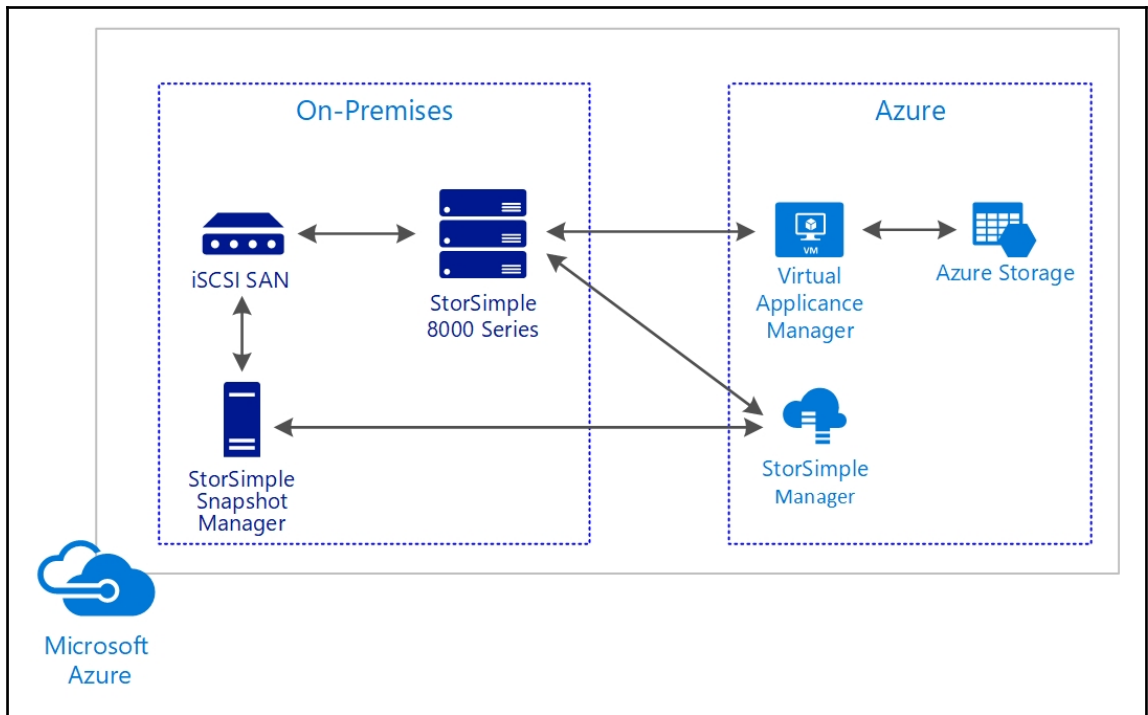 On-Premises
Azure
iSCSI SAN
StorSimple
8000 Series
VM
Virtual
Applicance
Manager
Azure Storage
StorSimple
Snapshot
Manager
StorSimple
Manager
Microsoft
Azure